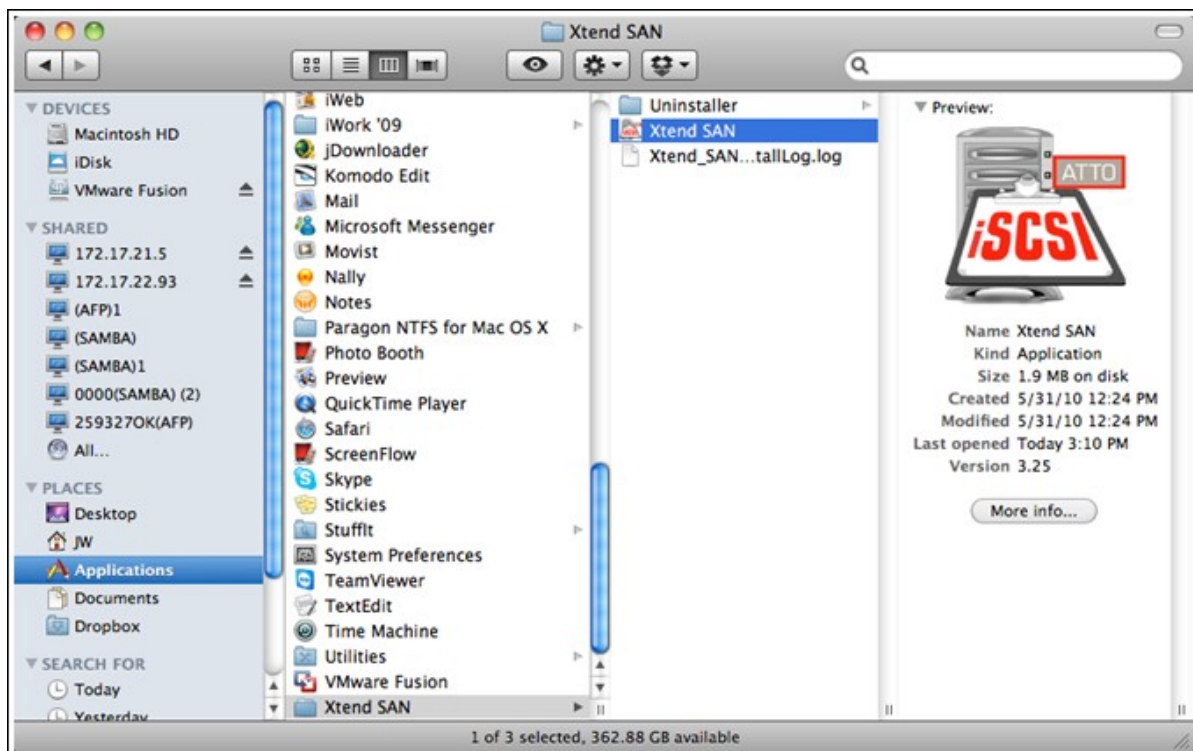 Xtend SAN
DEVICES
Macintosh HD
iDisk
VMware Fusion
SHARED
172.17.21.5
172.17.22.93
(AFP)1
(SAMBA)
(SAMBA)1
0000(SAMBA) (2)
259327OK(AFP)
All...
PLACES
Desktop
JW
Applications
Documents
Dropbox
SEARCH FOR
Today
Yesterday
iWeb
iWork '09
jDownloader
Komodo Edit
Mail
Microsoft Messenger
Movist
Nally
Notes
Paragon NTFS for Mac OS X
Photo Booth
Preview
QuickTime Player
Safari
ScreenFlow
Skype
Stickies
StuffIt
System Preferences
TeamViewer
TextEdit
Time Machine
Utilities
VMware Fusion
Xtend SAN
Uninstaller
Xtend SAN
Xtend_SAN...tallLog.log
Preview:
ATTO
iSCSI
Name Xtend SAN
Kind Application
Size 1.9 MB on disk
Created 5/31/10 12:24 PM
Modified 5/31/10 12:24 PM
Last opened Today 3:10 PM
Version 3.25
More info...
1 of 3 selected, 362.88 GB available